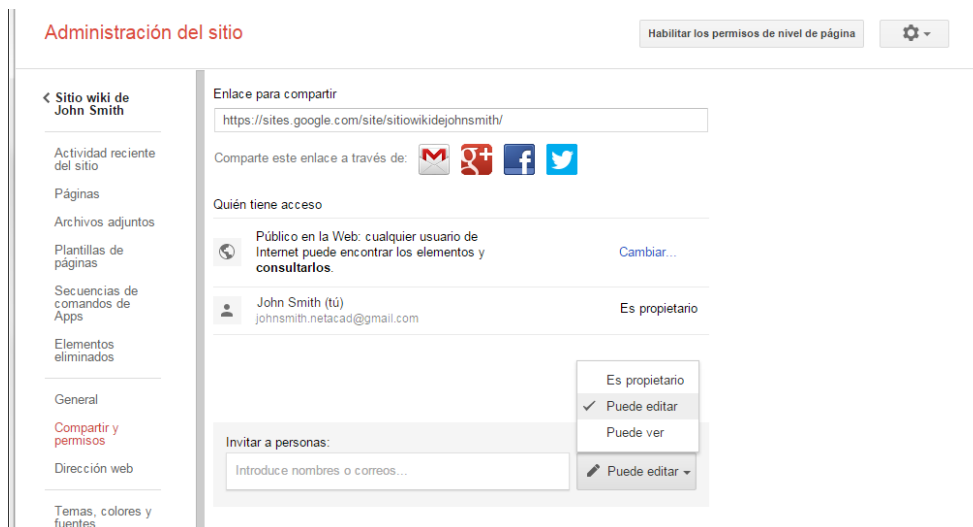 Administración del sitio
Habilitar los permisos de nivel de página
Sitio wiki de
John Smith
Actividad reciente
del sitio
Páginas
Archivos adjuntos
Plantillas de
páginas
Secuencias de
comandos de
Apps
Elementos
eliminados
General
Compartir y
permisos
Dirección web
Temas, colores y
fuentes
Enlace para compartir
https://sites.google.com/site/sitiowikidejohnsmith/
Comparte este enlace a través de:
Quién tiene acceso
Público en la Web: cualquier usuario de
Internet puede encontrar los elementos y
consultarlos.
Cambiar...
John Smith (tú)
johnsmith.netacad@gmail.com
Es propietario
Es propietario
Puede editar
Puede ver
Invitar a personas:
Introduce nombres o correos...
Puede editar